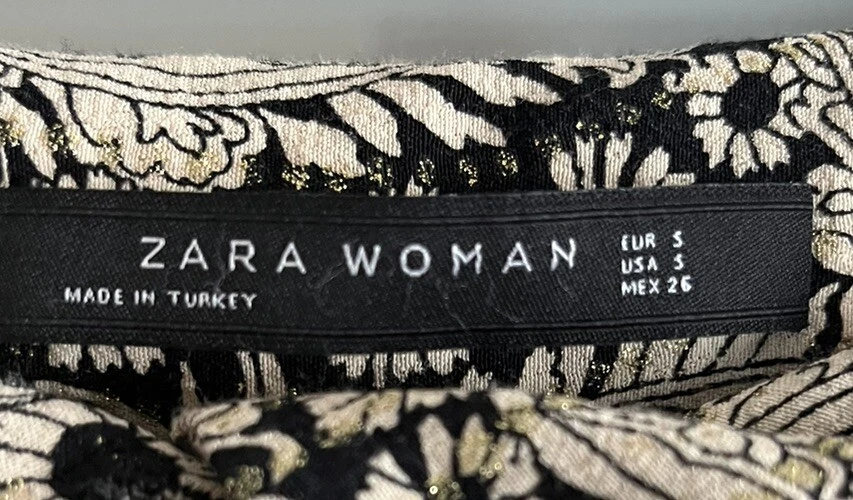 ZARA WOMAN
MADE IN TURKEY
EUR S
USA S
MEX 26